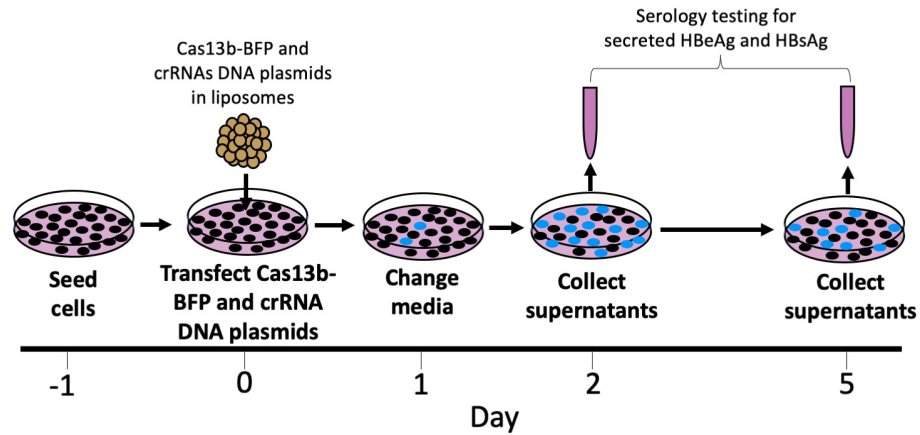 Serology testing for
secreted HBeAg and HBsAg
Cas13b-BFP and
crRNAs DNA plasmids
in liposomes
Seed
cells
Transfect Cas13b-
BFP and crRNA
DNA plasmids
Change
media
Collect
supernatants
Collect
supernatants
-1
0
1
2
5
Day